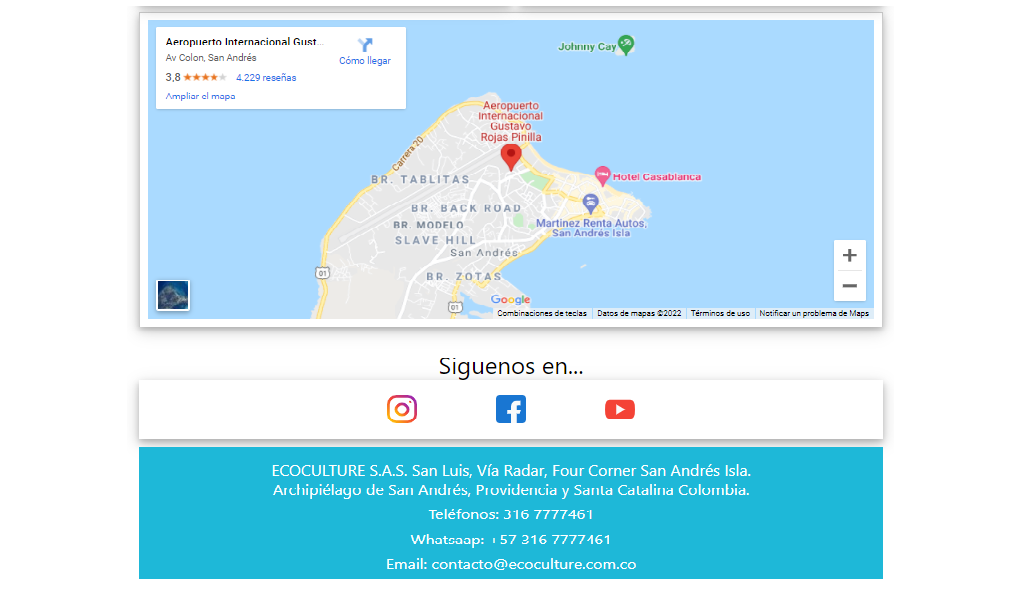 Aeropuerto Internacional Gust...
Av Colon, San Andrés
Cómo llegar
3,8
4.229 reseñas
Ampliar el mapa
Johnny Cay
Aeropuerto
Internacional
Gustavo
Rojas Pinilla
Carrera 20
Hotel Casablanca
BR. TABLITAS
BR. BACK ROAD
BR. MODELO
SLAVE HILL
Martinez Renta Autos,
San Andrés Isla
San Andrés
BR. ZOTAS
01
01
Google
Combinaciones de teclas
Datos de mapas ©2022
Términos de uso
Notificar un problema de Maps
Siguenos en...
ECOCULTURE S.A.S. San Luis, Vía Radar, Four Corner San Andrés Isla.
Archipiélago de San Andrés, Providencia y Santa Catalina Colombia.
Teléfonos: 316 7777461
Whatsaap: +57 316 7777461
Email: contacto@ecoculture.com.co